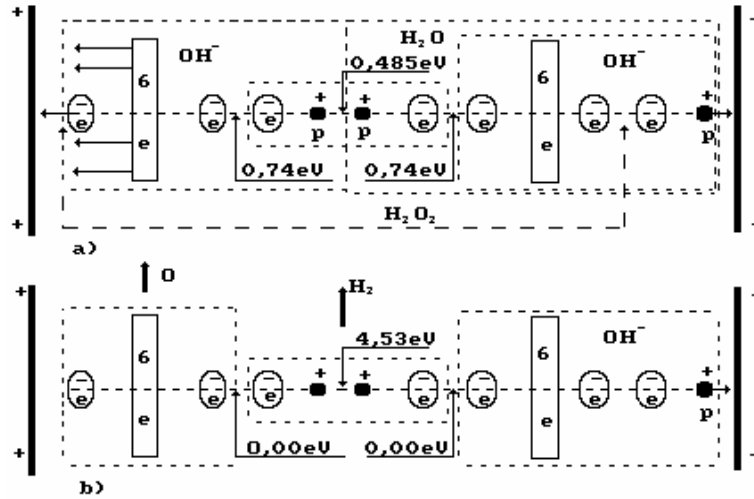 + + -
OH⁻ H₂O OH⁻
0,485eV
6 6
− − − + + − − − − +
e e e p p e e e e p
e e
0,74eV 0,74eV
+ H₂O₂ -
a)
O H₂
+ + -
OH⁻
4,53eV
6 6
− − − + + − − − − +
e e e e e e e p
e e
0,00eV 0,00eV
+ -
b)